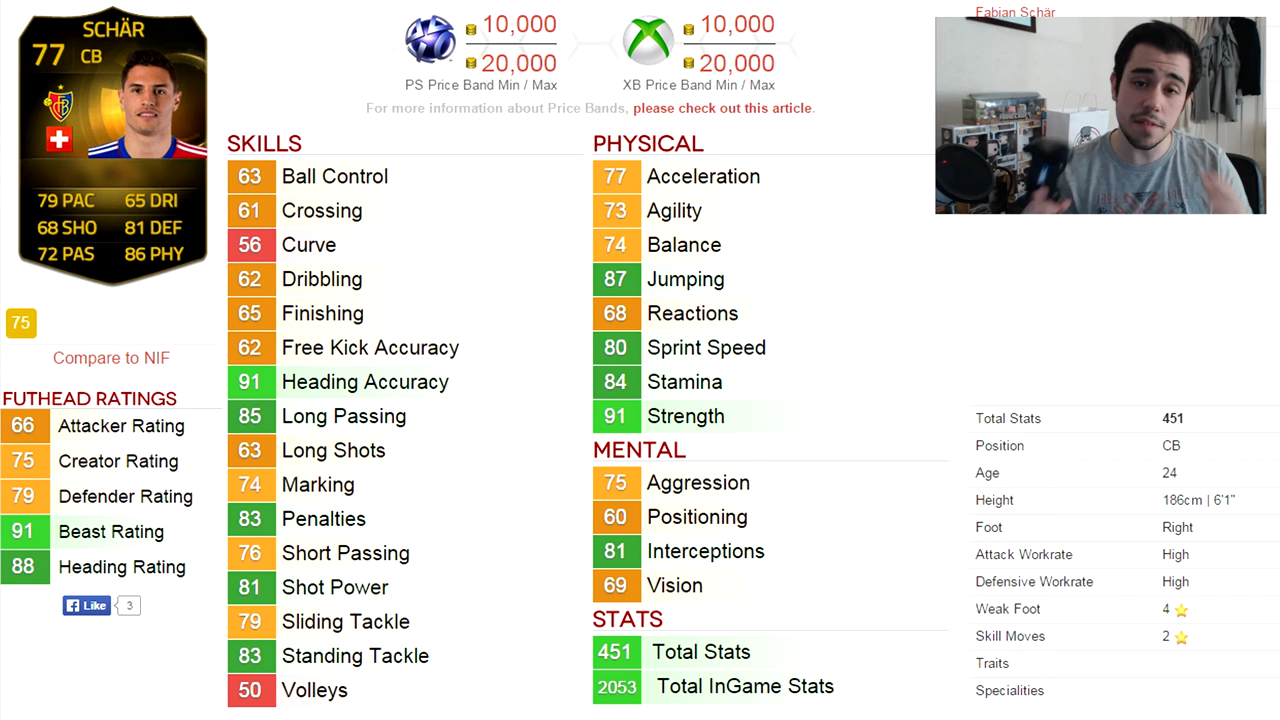 SCHÄR
77 CB
79 PAC 65 DRI
68 SHO 81 DEF
72 PAS 86 PHY
75
Compare to NIF
FUTHEAD RATINGS
66 Attacker Rating
75 Creator Rating
79 Defender Rating
91 Beast Rating
88 Heading Rating
Like 3
10,000
20,000
PS Price Band Min / Max
10,000
20,000
XB Price Band Min / Max
For more information about Price Bands, please check out this article.
SKILLS
63 Ball Control
61 Crossing
56 Curve
62 Dribbling
65 Finishing
62 Free Kick Accuracy
91 Heading Accuracy
85 Long Passing
63 Long Shots
74 Marking
83 Penalties
76 Short Passing
81 Shot Power
79 Sliding Tackle
83 Standing Tackle
50 Volleys
PHYSICAL
77 Acceleration
73 Agility
74 Balance
87 Jumping
68 Reactions
80 Sprint Speed
84 Stamina
91 Strength
MENTAL
75 Aggression
60 Positioning
81 Interceptions
69 Vision
STATS
451 Total Stats
2053 Total InGame Stats
Fabian Schär
Total Stats 451
Position CB
Age 24
Height 186cm | 6'1"
Foot Right
Attack Workrate High
Defensive Workrate High
Weak Foot 4
Skill Moves 2
Traits
Specialities